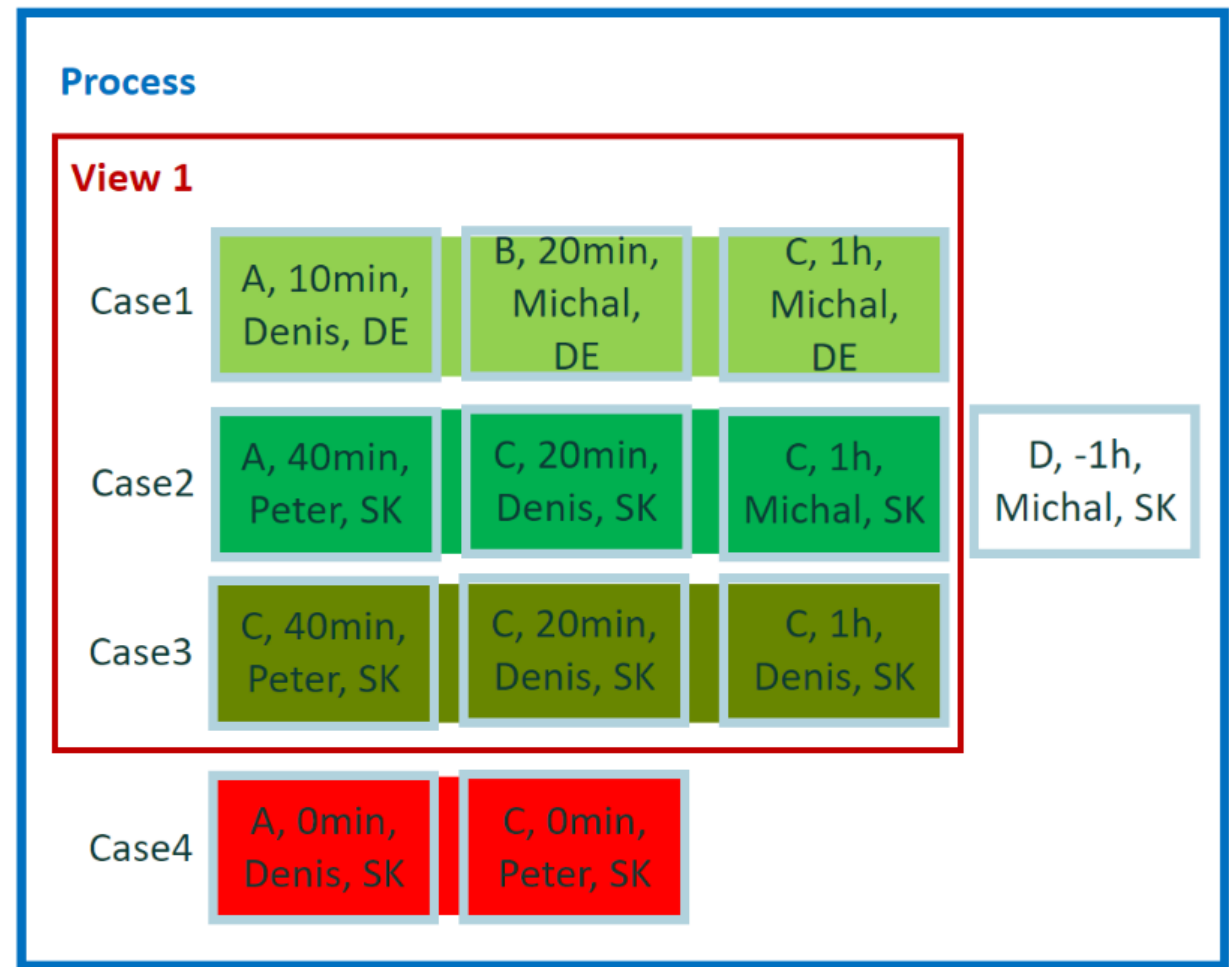 Process
View 1
Case1
A, 10min,
Denis, DE
B, 20min,
Michal,
DE
C, 1h,
Michal,
DE
Case2
A, 40min,
Peter, SK
C, 20min,
Denis, SK
C, 1h,
Michal, SK
D, -1h,
Michal, SK
Case3
C, 40min,
Peter, SK
C, 20min,
Denis, SK
C, 1h,
Denis, SK
Case4
A, 0min,
Denis, SK
C, 0min,
Peter, SK